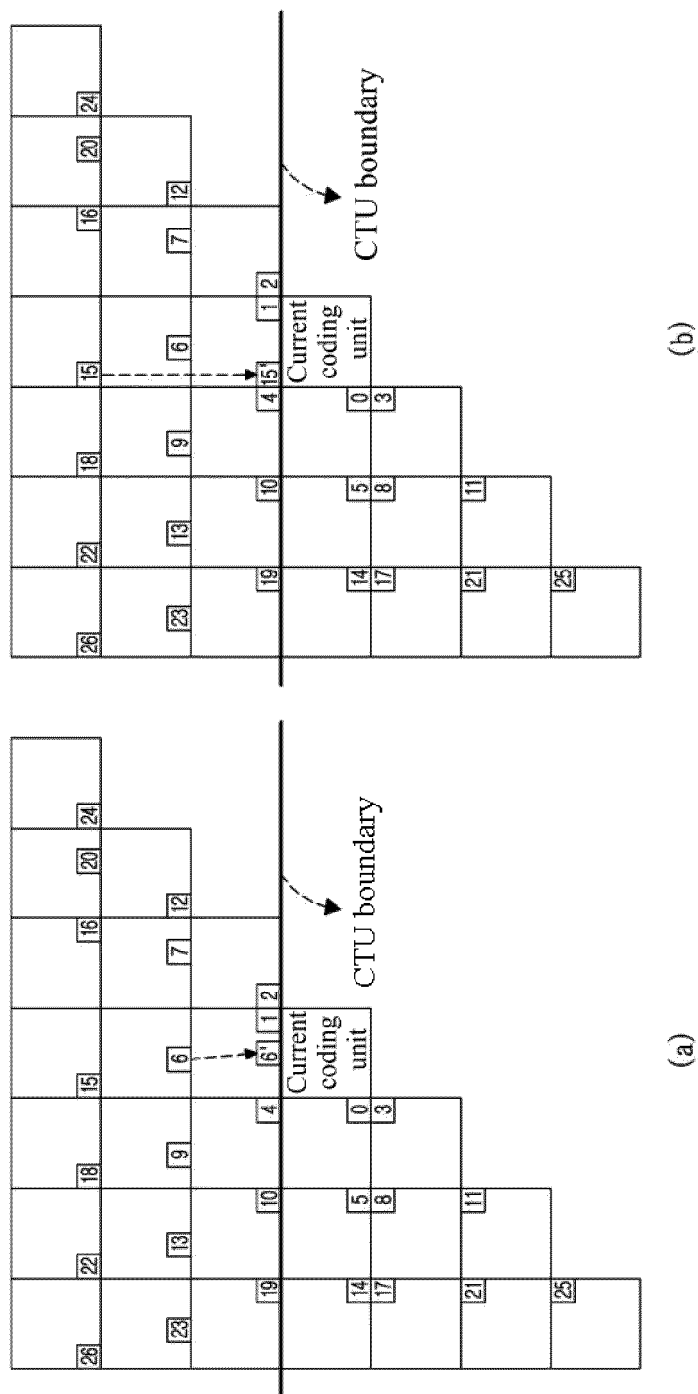 26 22 18 15 16 20 24
23 13 9 6 7 12
19 10 4 6' 1 2
Current
coding
unit
14 5 0
CTU boundary
17 8 3
21 11
25
(a)
26 22 18 15 16 20 24
23 13 9 6 7 12
19 10 4 15' 1 2
Current
coding
unit
14 5 0
CTU boundary
17 8 3
21 11
25
(b)